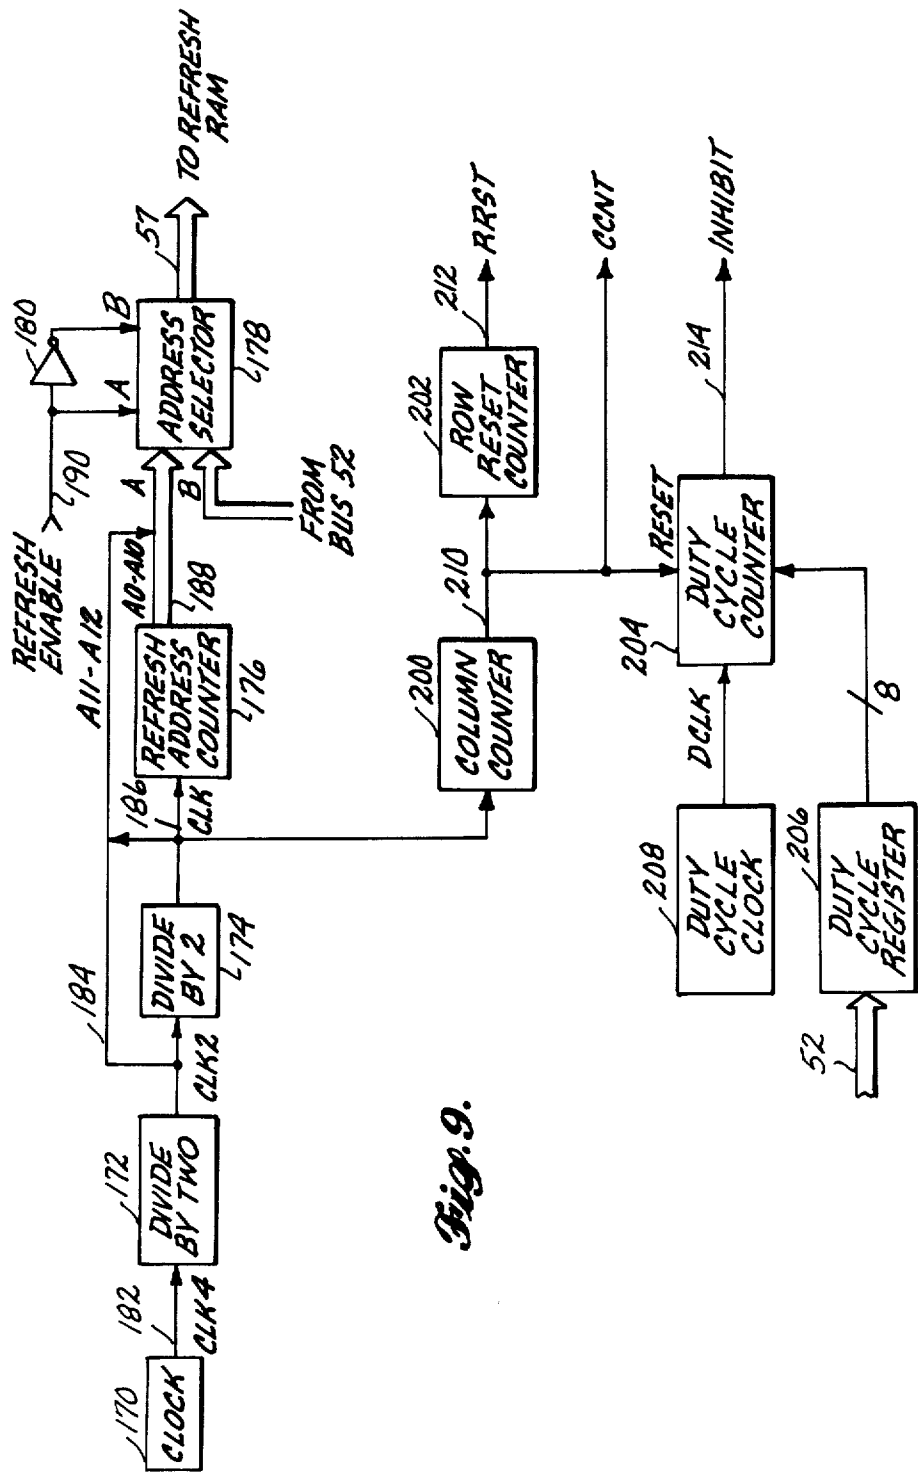 REFRESH
ENABLE
190
180
A
B
57
TO REFRESH
RAM
ADDRESS
SELECTOR
178
A
B
FROM
BUS 52
A11-A12
A0-A10
188
REFRESH
ADDRESS
COUNTER
176
186
CLK
184
DIVIDE
BY 2
174
CLK2
172
DIVIDE
BY TWO
182
CLK4
170
CLOCK
200
COLUMN
COUNTER
210
202
ROW
RESET
COUNTER
212
RRST
CCNT
RESET
204
DUTY
CYCLE
COUNTER
214
INHIBIT
DCLK
208
DUTY
CYCLE
CLOCK
8
206
DUTY
CYCLE
REGISTER
52
Fig. 9.